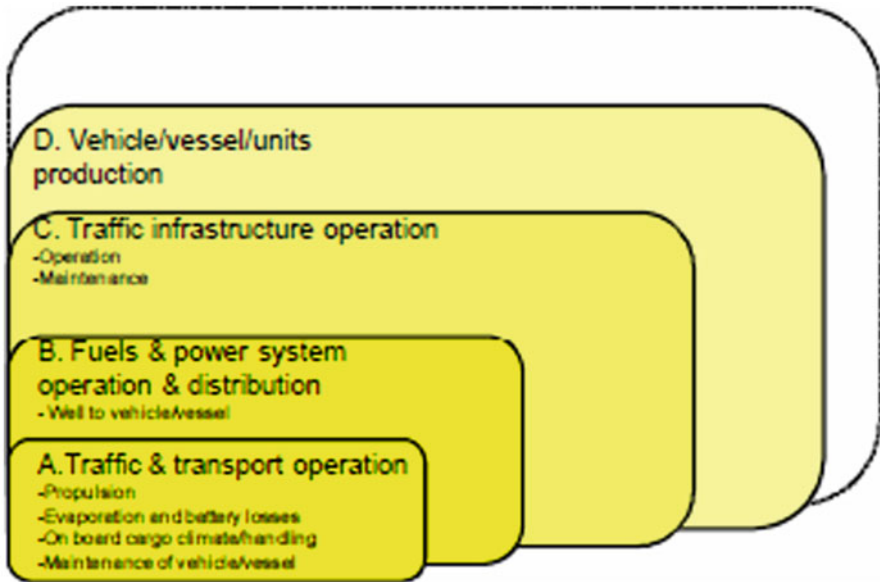 D. Vehicle/vessel/units
production
C. Traffic infrastructure operation
-Operation
-Maintenance
B. Fuels & power system
operation & distribution
- Well to vehicle/vessel
A.Traffic & transport operation
-Propulsion
-Evaporation and battery losses
-On board cargo climate/handling
-Maintenance of vehicle/vessel